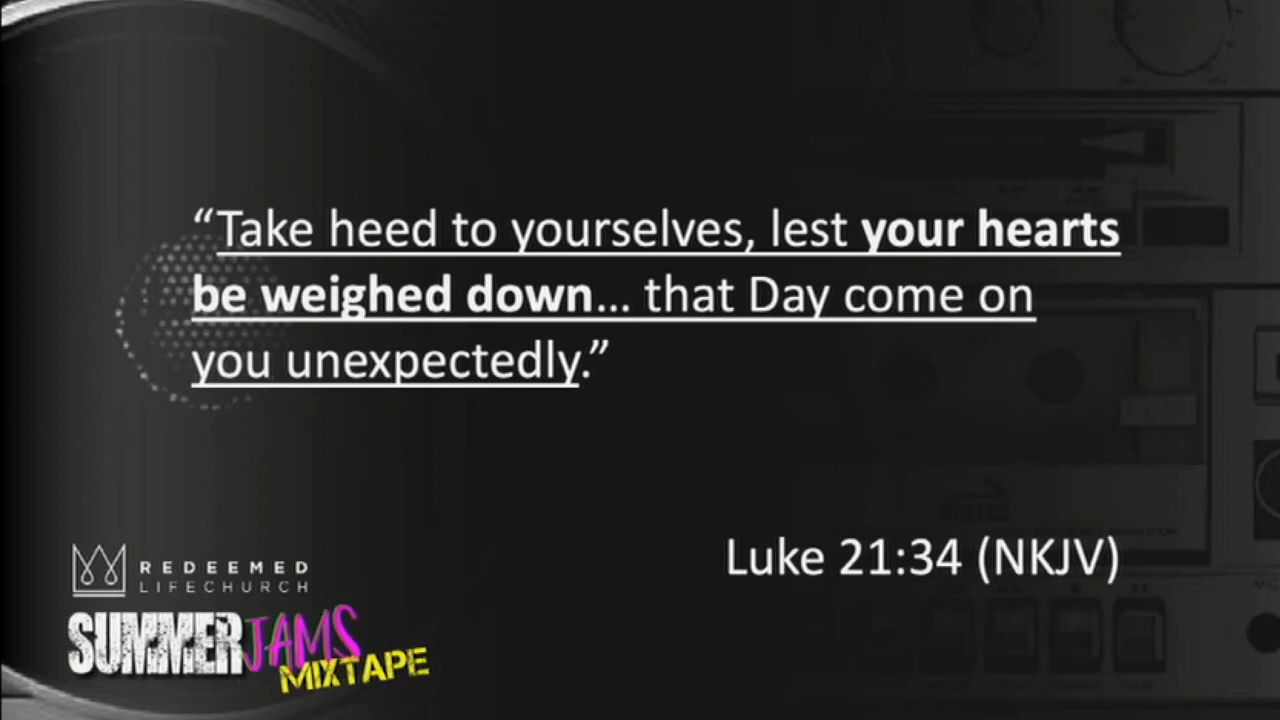 “Take heed to yourselves, lest your hearts
be weighed down... that Day come on
you unexpectedly.”
Luke 21:34 (NKJV)
REDEEMED
LIFECHURCH
SUMMER JAMS
MIXTAPE